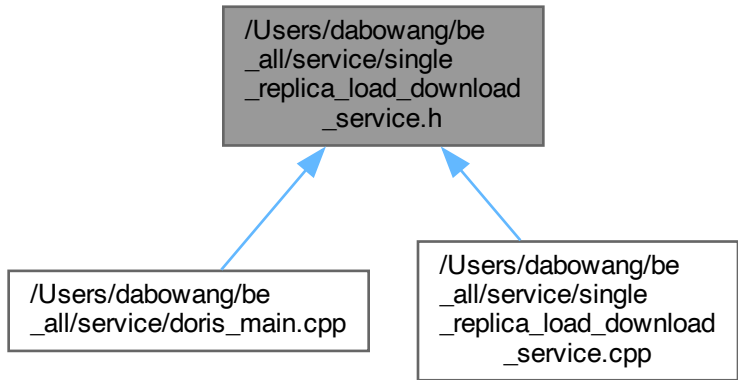 /Users/dabowang/be
_all/service/single
_replica_load_download
_service.h
/Users/dabowang/be
_all/service/doris_main.cpp
/Users/dabowang/be
_all/service/single
_replica_load_download
_service.cpp